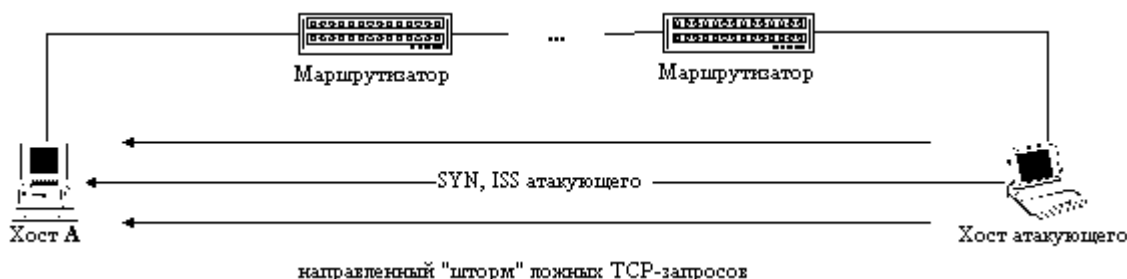 ...
Маршрутизатор
Маршрутизатор
SYN, ISS атакующего
Хост A
Хост атакующего
направленный "шторм" ложных TCP-запросов